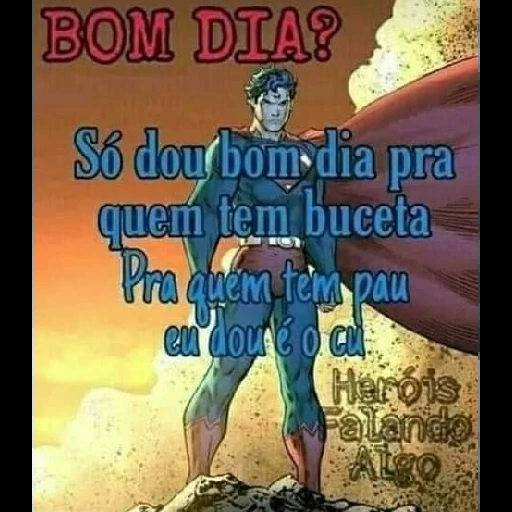 BOM DIA?
Só dou bom dia pra
quem tem buceta
Pra quem tem pau
eu dou é o cu
Heróis
Falando
Algo